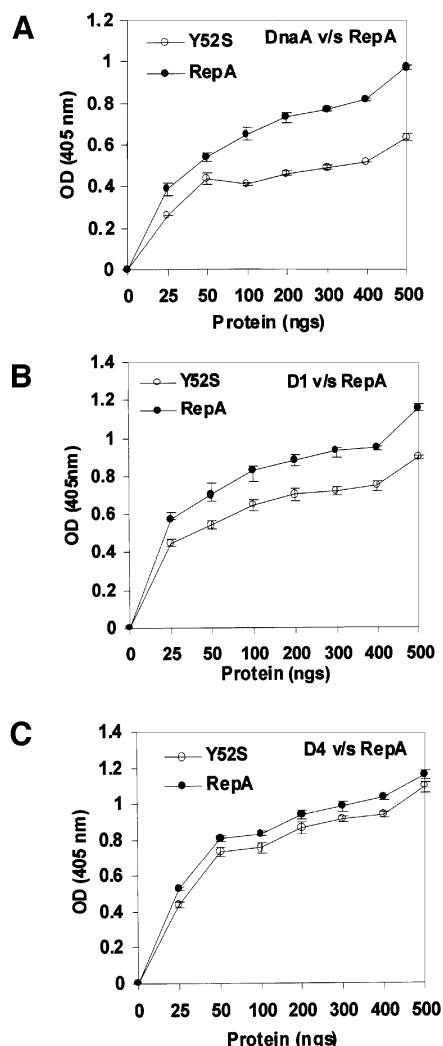 A
Y52S
DnaA v/s RepA
RepA
OD (405 nm)
1.2
1
0.8
0.6
0.4
0.2
0
0 25 50 100 200 300 400 500
Protein (ngs)
B
Y52S
D1 v/s RepA
RepA
OD (405nm)
1.4
1.2
1
0.8
0.6
0.4
0.2
0
0 25 50 100 200 300 400 500
Protein (ngs)
C
Y52S
D4 v/s RepA
RepA
OD (405 nm)
1.4
1.2
1
0.8
0.6
0.4
0.2
0
0 25 50 100 200 300 400 500
Protein (ngs)